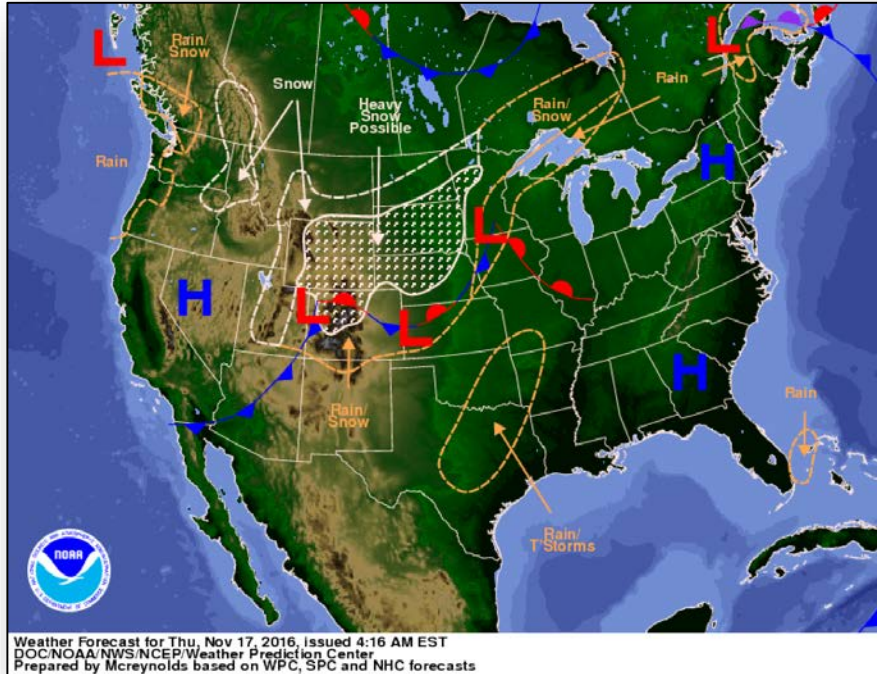 L
Rain/
Snow
Snow
Heavy
Snow
Possible
Rain/
Snow
Rain
L
Rain
H
L
H
L
L
Rain/
Snow
H
Rain
Rain/
T'Storms
NOAA
Weather Forecast for Thu, Nov 17, 2016, issued 4:16 AM EST
DOC/NOAA/NWS/NCEP/Weather Prediction Center
Prepared by Mcreynolds based on WPC, SPC and NHC forecasts